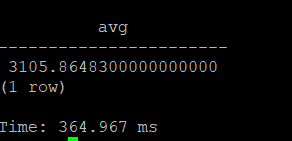 avg
-----------------------
3105.8648300000000000
(1 row)
Time: 364.967 ms